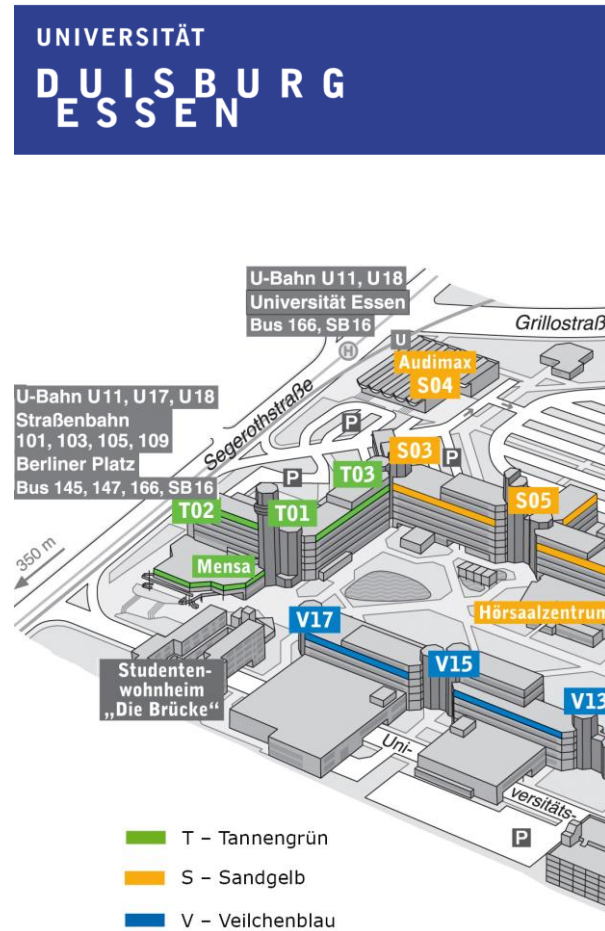 UNIVERSITÄT
DUISBURG
ESSEN
U-Bahn U11, U18
Universität Essen
Bus 166, SB16
H
U
Grillostraß
Audimax
S04
U-Bahn U11, U17, U18
Straßenbahn
101, 103, 105, 109
Berliner Platz
Bus 145, 147, 166, SB16
Segerothstraße
P
S03
P
P
T03
S05
T02
T01
350 m
Mensa
V17
Hörsaalzentrum
V15
Studenten-
wohnheim
„Die Brücke“
V13
Uni-
versitäts-
P
T – Tannengrün
S – Sandgelb
V – Veilchenblau